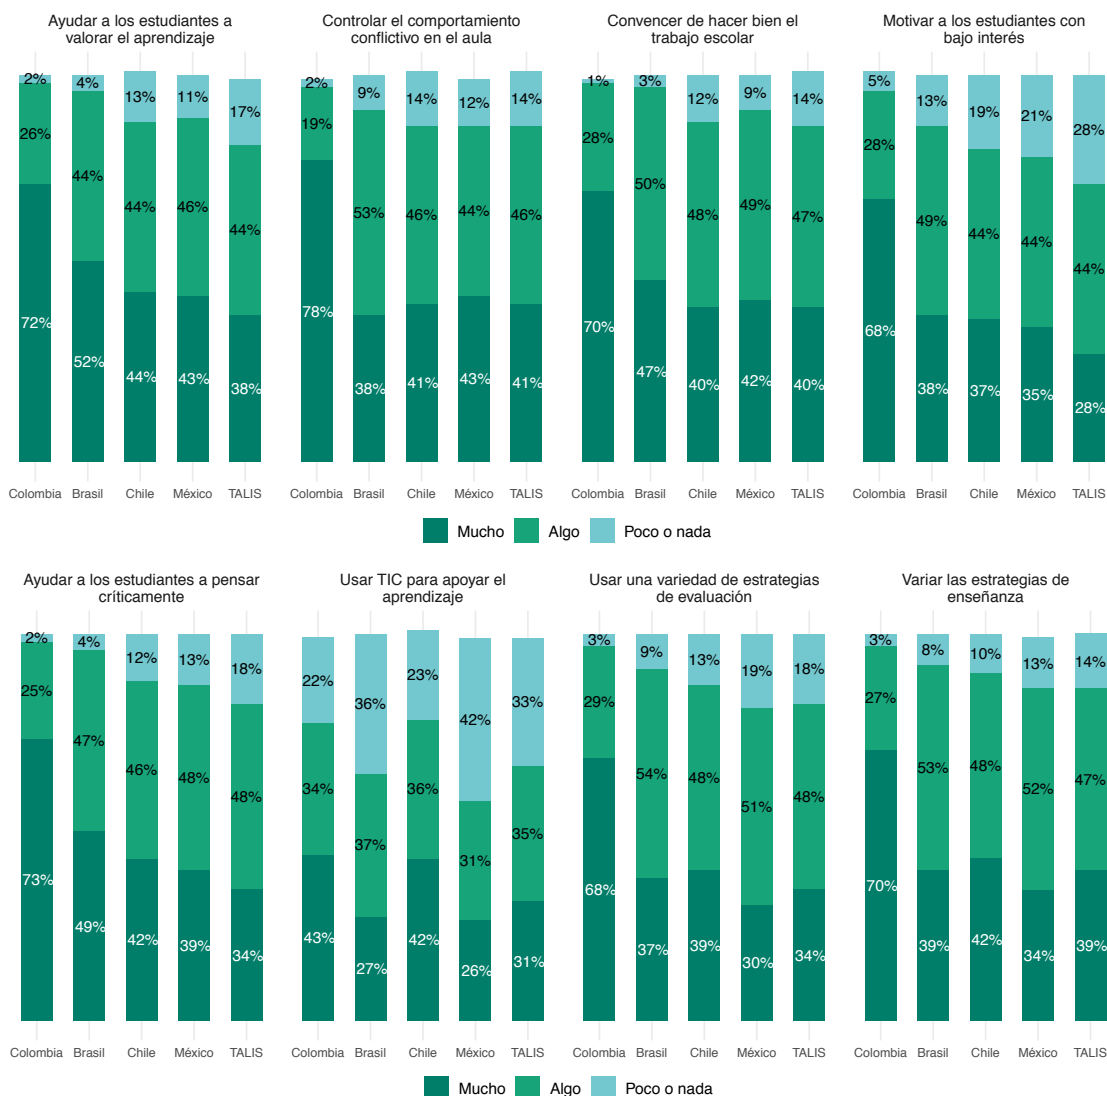 Ayudar a los estudiantes a
valorar el aprendizaje
2% 4% 13% 11% 17%
26% 44% 44% 46% 44%
72% 52% 44% 43% 38%
Colombia Brasil Chile México TALIS
Controlar el comportamiento
conflictivo en el aula
2% 9% 14% 12% 14%
19% 53% 46% 44% 46%
78% 38% 41% 43% 41%
Colombia Brasil Chile México TALIS
Convencer de hacer bien el
trabajo escolar
1% 3% 12% 9% 14%
28% 50% 48% 49% 47%
70% 47% 40% 42% 40%
Colombia Brasil Chile México TALIS
Motivar a los estudiantes con
bajo interés
5% 13% 19% 21% 28%
28% 49% 44% 44% 44%
68% 38% 37% 35% 28%
Colombia Brasil Chile México TALIS
Mucho Algo Poco o nada
Ayudar a los estudiantes a pensar
críticamente
2% 4% 12% 13% 18%
25% 47% 46% 48% 48%
73% 49% 42% 39% 34%
Colombia Brasil Chile México TALIS
Usar TIC para apoyar el
aprendizaje
22% 36% 23% 42% 33%
34% 37% 36% 31% 35%
43% 27% 42% 26% 31%
Colombia Brasil Chile México TALIS
Usar una variedad de estrategias
de evaluación
3% 9% 13% 19% 18%
29% 54% 48% 51% 48%
68% 37% 39% 30% 34%
Colombia Brasil Chile México TALIS
Variar las estrategias de
enseñanza
3% 8% 10% 13% 14%
27% 53% 48% 52% 47%
70% 39% 42% 34% 39%
Colombia Brasil Chile México TALIS
Mucho Algo Poco o nada